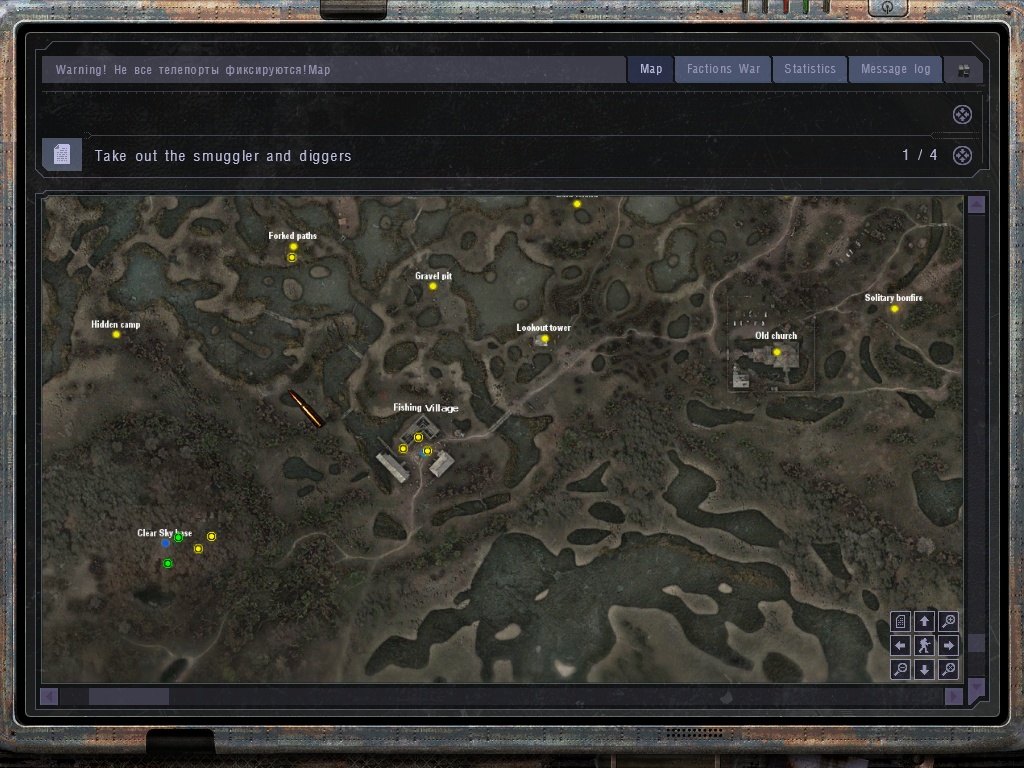 Warning! Не все телепорты фиксируются!Map
Map
Factions War
Statistics
Message log
Take out the smuggler and diggers
1 / 4
Forked paths
Gravel pit
Solitary bonfire
Hidden camp
Lookout tower
Old church
Fishing Village
Clear Sky base